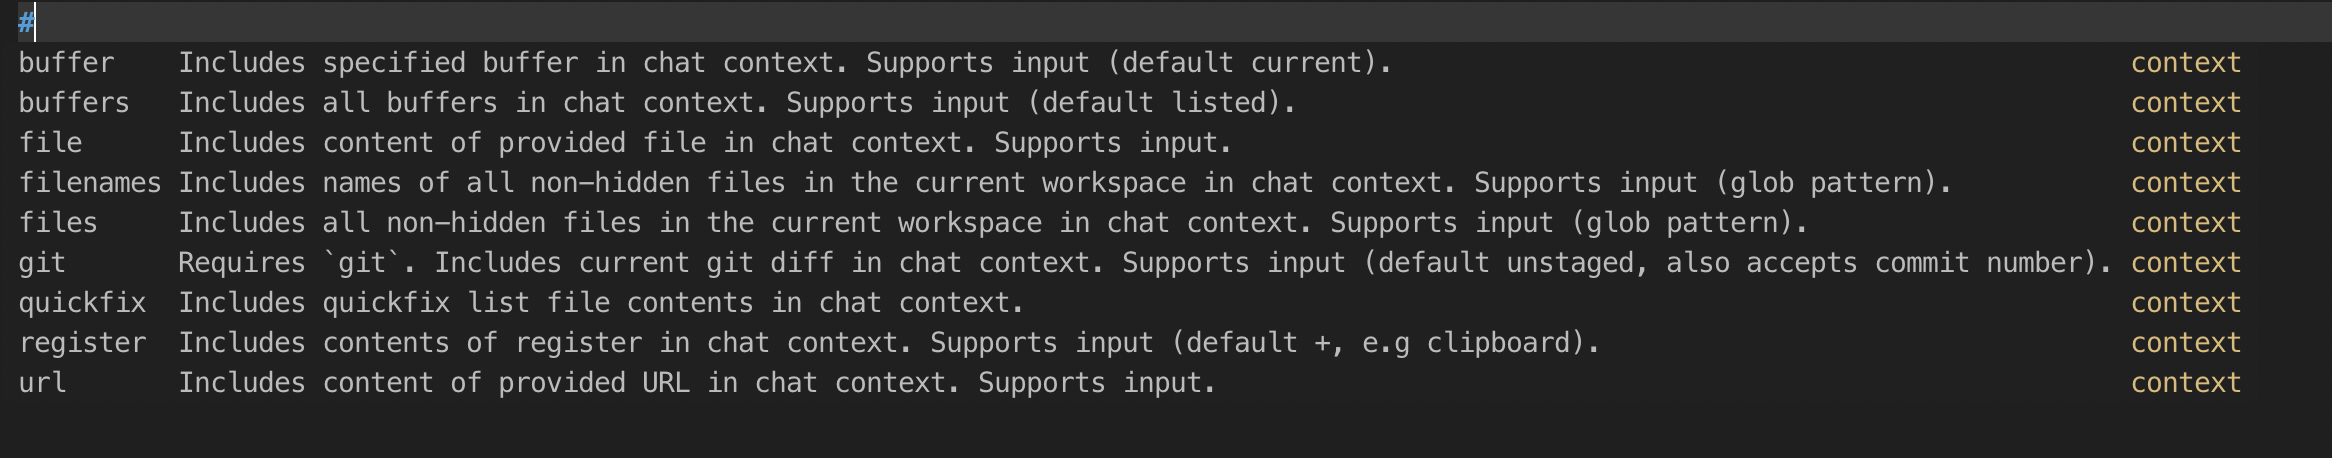 #
buffer Includes specified buffer in chat context. Supports input (default current). context
buffers Includes all buffers in chat context. Supports input (default listed). context
file Includes content of provided file in chat context. Supports input. context
filenames Includes names of all non-hidden files in the current workspace in chat context. Supports input (glob pattern). context
files Includes all non-hidden files in the current workspace in chat context. Supports input (glob pattern). context
git Requires `git`. Includes current git diff in chat context. Supports input (default unstaged, also accepts commit number). context
quickfix Includes quickfix list file contents in chat context. context
register Includes contents of register in chat context. Supports input (default +, e.g clipboard). context
url Includes content of provided URL in chat context. Supports input. context